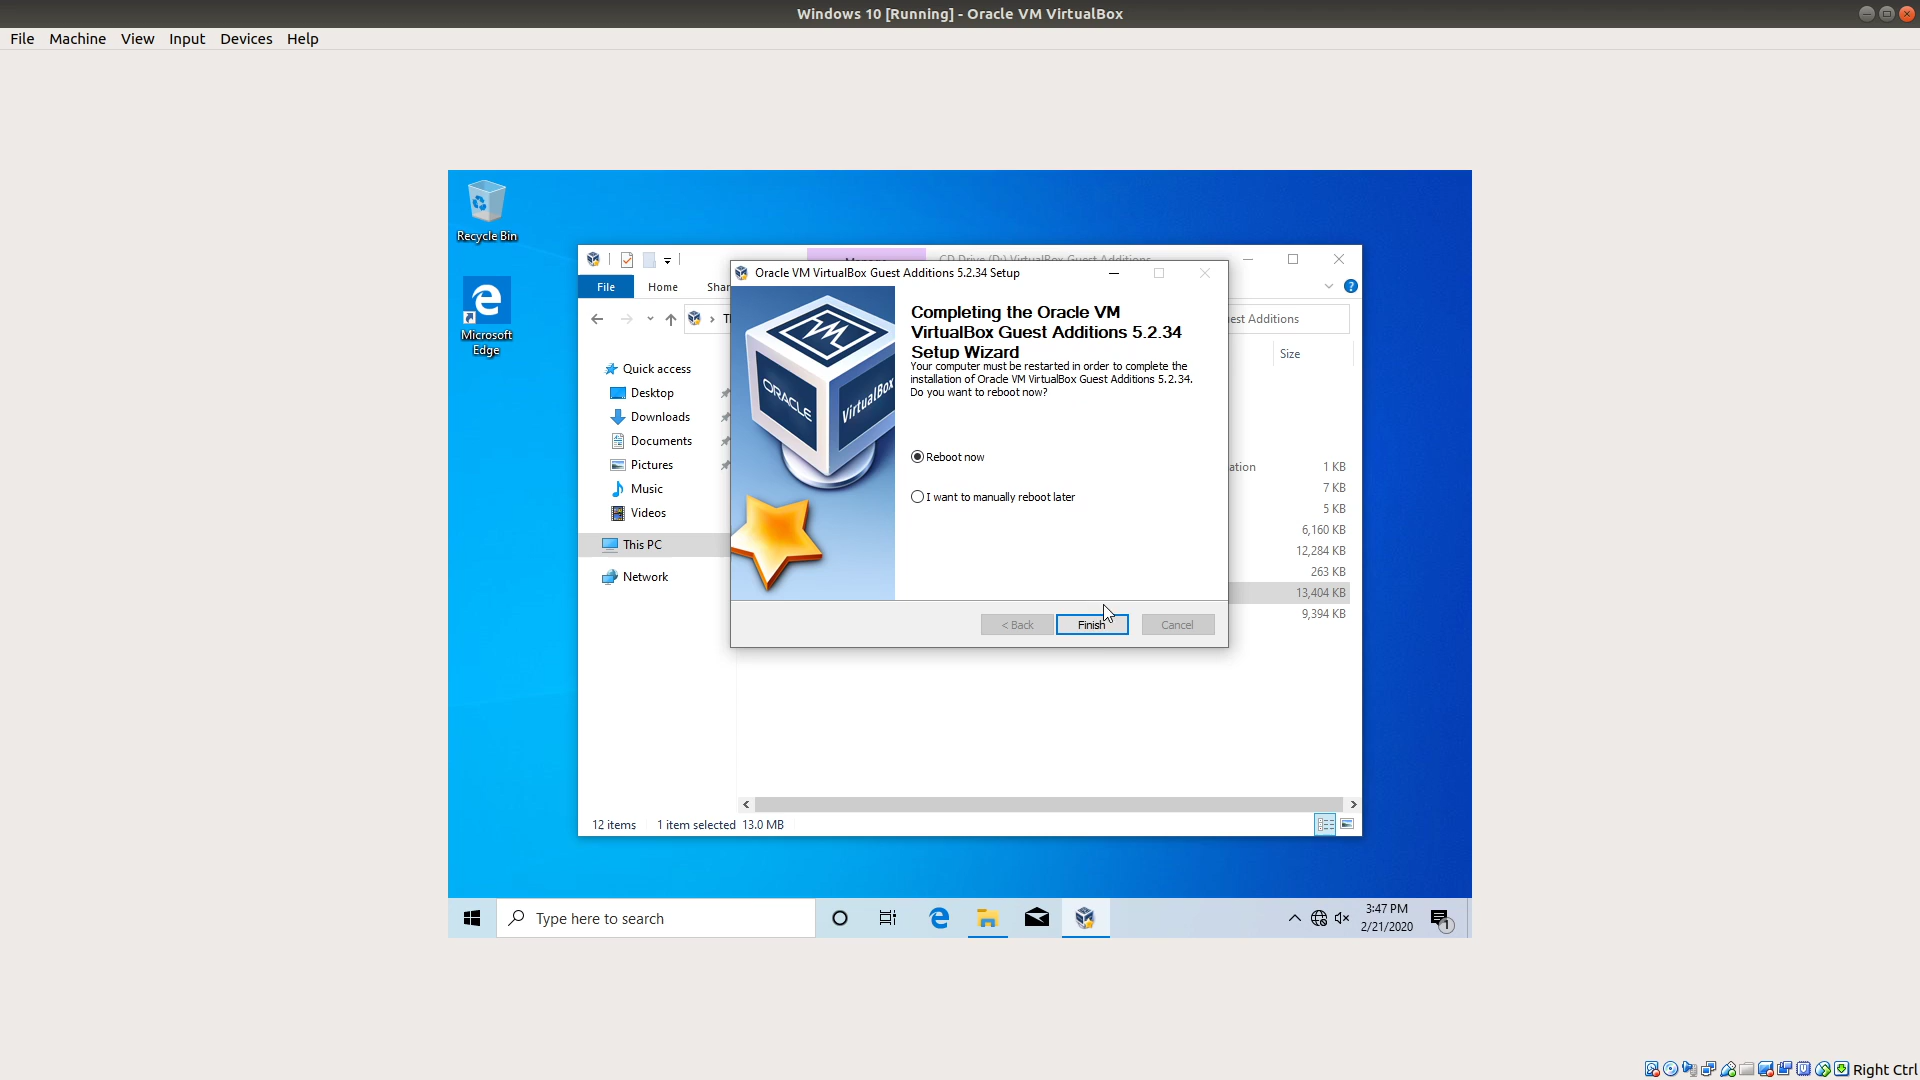 Windows 10 [Running] - Oracle VM VirtualBox
File Machine View Input Devices Help
Recycle Bin
Microsoft
Edge
Oracle VM VirtualBox Guest Additions 5.2.34 Setup
File Home
est Additions
Size
Completing the Oracle VM
VirtualBox Guest Additions 5.2.34
Setup Wizard
Your computer must be restarted in order to complete the
installation of Oracle VM VirtualBox Guest Additions 5.2.34.
Do you want to reboot now?
ORACLE
VirtualBox
Reboot now
I want to manually reboot later
< Back Finish Cancel
Quick access
Desktop
Downloads
Documents
Pictures
Music
Videos
This PC
Network
ation 1 KB
7 KB
5 KB
6,160 KB
12,284 KB
263 KB
13,404 KB
9,394 KB
12 items 1 item selected 13.0 MB
Type here to search
3:47 PM
2/21/2020
1
Right Ctrl